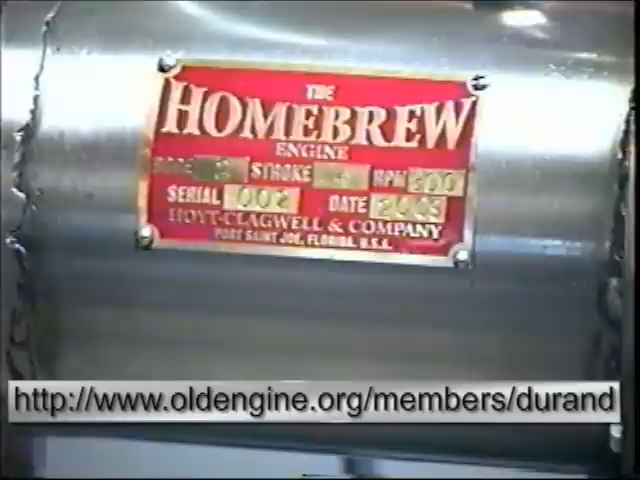 THE
HOMEBREW
ENGINE
STROKE 4 RPM 300
SERIAL 002 DATE
HOYT-CLAGWELL & COMPANY
PORT SAINT JOE, FLORIDA, U.S.A.
http://www.oldengine.org/members/durand